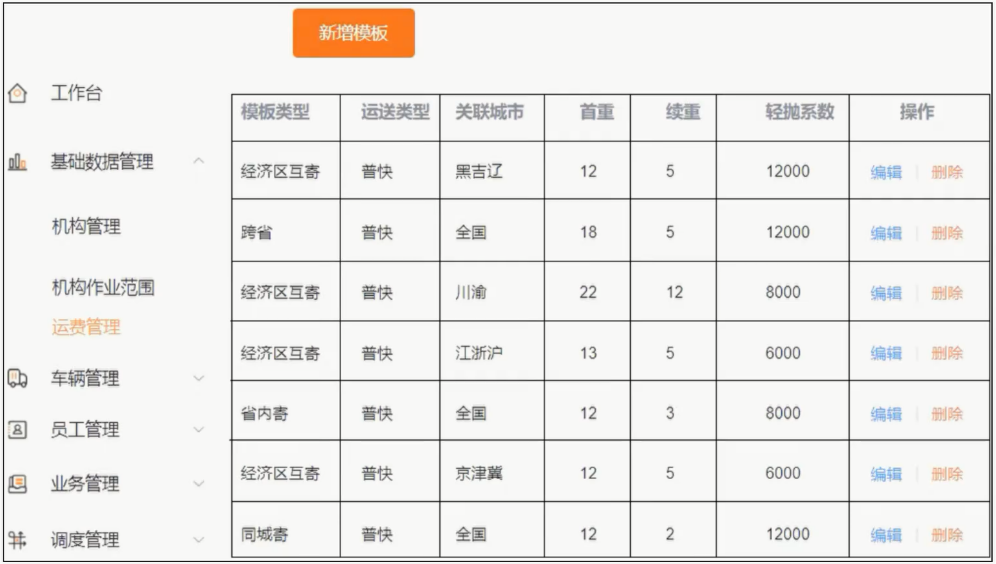 新增模板
工作台
基础数据管理
机构管理
机构作业范围
运费管理
车辆管理
员工管理
业务管理
调度管理
模板类型 运送类型 关联城市 首重 续重 轻抛系数 操作
经济区互寄 普快 黑吉辽 12 5 12000 编辑 删除
跨省 普快 全国 18 5 12000 编辑 删除
经济区互寄 普快 川渝 22 12 8000 编辑 删除
经济区互寄 普快 江浙沪 13 5 6000 编辑 删除
省内寄 普快 全国 12 3 8000 编辑 删除
经济区互寄 普快 京津冀 12 5 6000 编辑 删除
同城寄 普快 全国 12 2 12000 编辑 删除